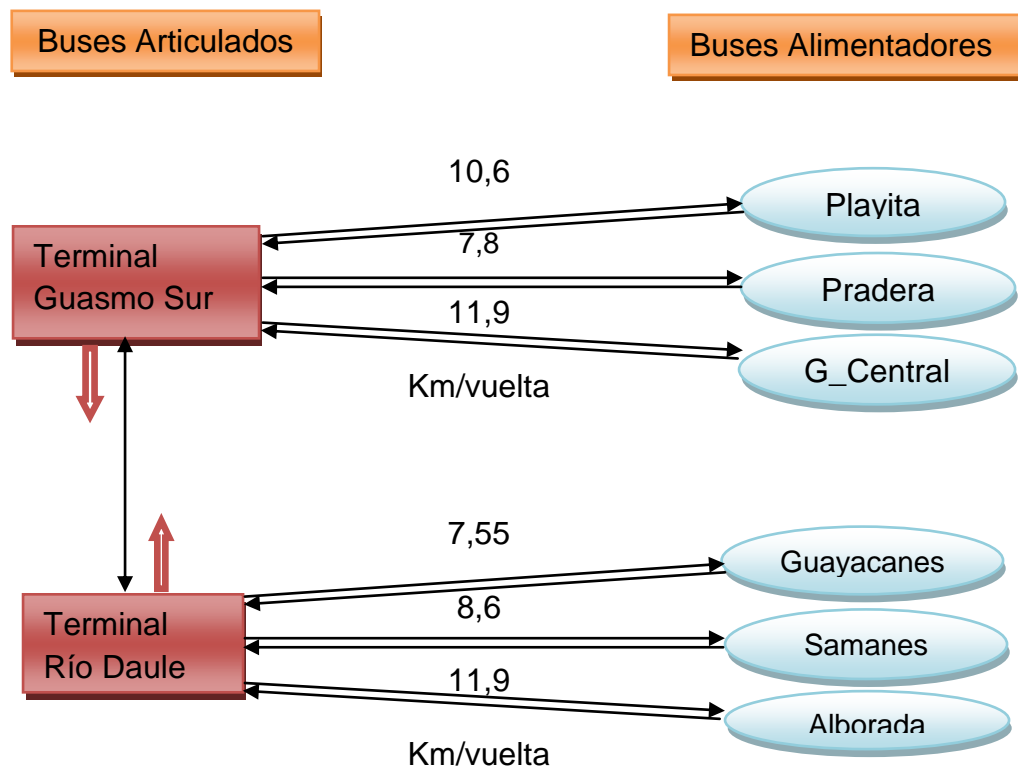 Buses Articulados
Buses Alimentadores
10,6
Playita
Terminal
Guasmo Sur
7,8
Pradera
11,9
G_Central
Km/vuelta
7,55
Guayacanes
Terminal
Río Daule
8,6
Samanes
11,9
Alborada
Km/vuelta